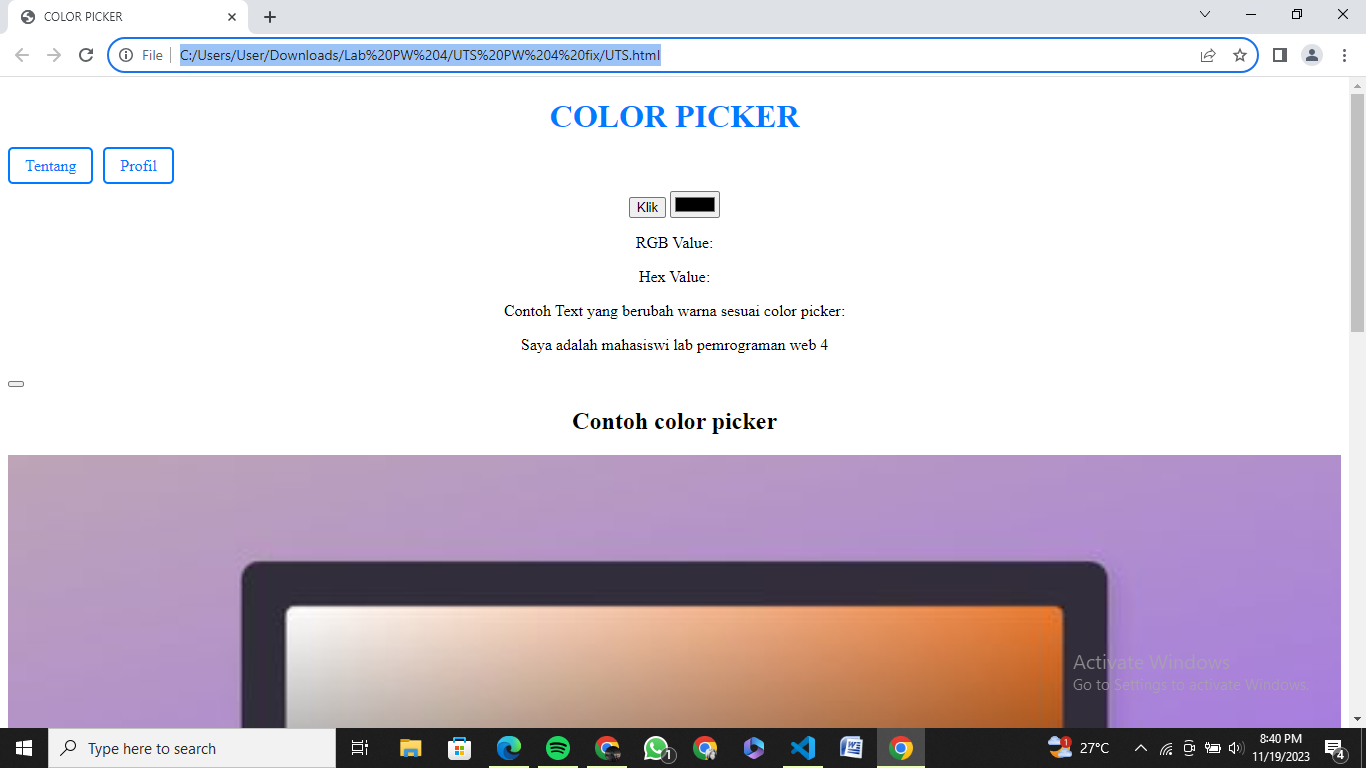 COLOR PICKER
File
C:/Users/User/Downloads/Lab%20PW%204/UTS%20PW%204%20fix/UTS.html
COLOR PICKER
Tentang Profil
Klik
RGB Value:
Hex Value:
Contoh Text yang berubah warna sesuai color picker:
Saya adalah mahasiswi lab pemrograman web 4
Contoh color picker
Activate Windows
Go to Settings to activate Windows.
Type here to search
1
1
27°C
8:40 PM
11/19/2023
4